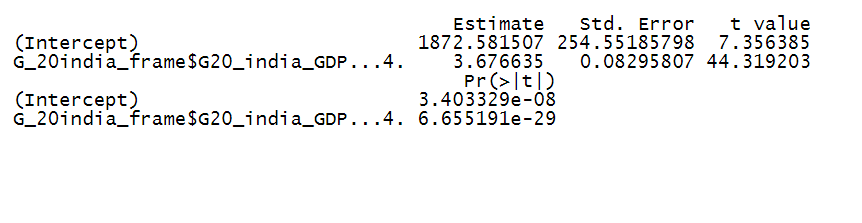 Estimate Std. Error t value
(Intercept) 1872.581507 254.55185798 7.356385
G_20india_frame$G20_india_GDP...4. 3.676635 0.08295807 44.319203
Pr(>|t|)
(Intercept) 3.403329e-08
G_20india_frame$G20_india_GDP...4. 6.655191e-29